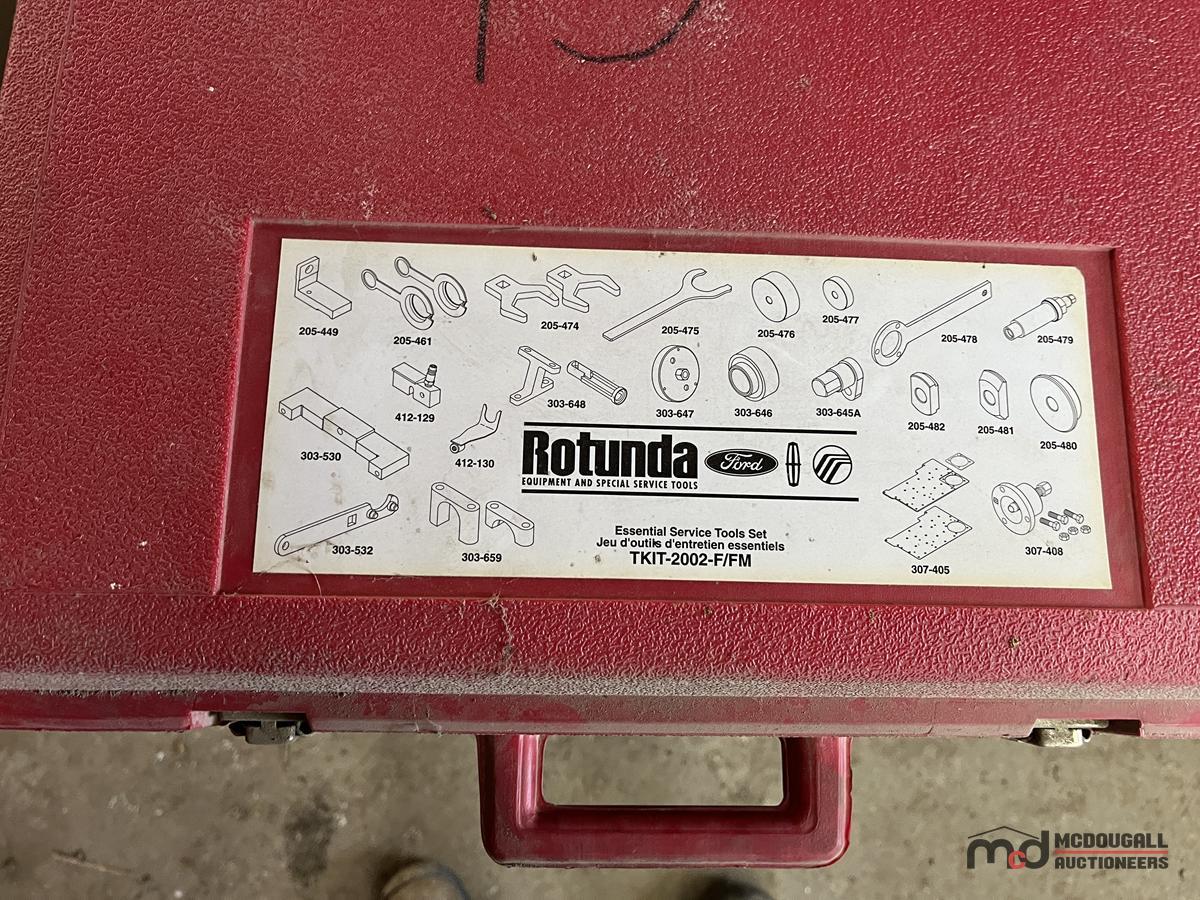 205-449
205-461
205-474
205-475
205-476
205-477
205-478
205-479
303-530
412-129
412-130
303-648
303-647
303-646
303-645A
205-482
205-481
205-480
Rotunda
EQUIPMENT AND SPECIAL SERVICE TOOLS
Ford
303-532
303-659
Essential Service Tools Set
Jeu d'outils d'entretien essentiels
TKIT-2002-F/FM
307-405
307-408
mcd MCDOUGALL
AUCTIONEERS